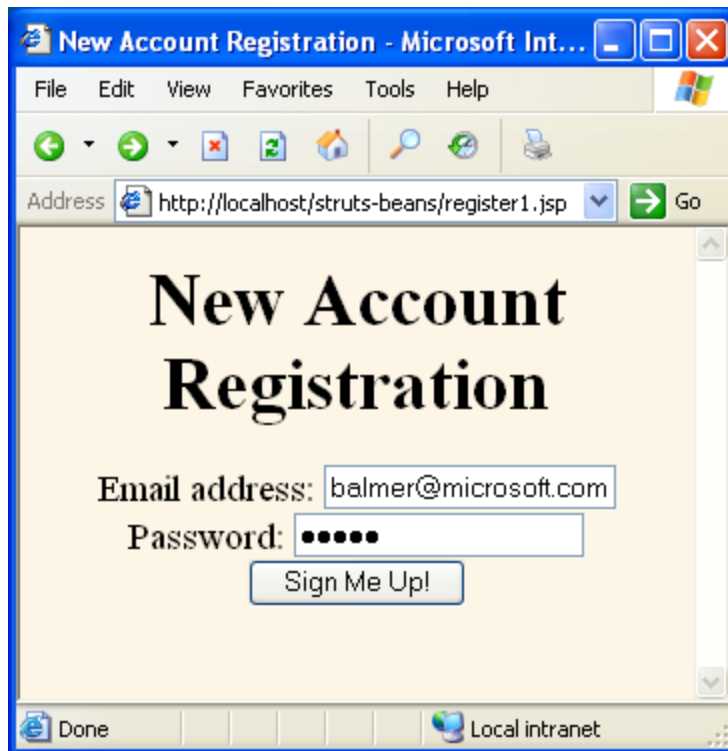 New Account Registration - Microsoft Int...
File Edit View Favorites Tools Help
Address http://localhost/struts-beans/register1.jsp Go
New Account
Registration
Email address: balmer@microsoft.com
Password: •••••
Sign Me Up!
Done Local intranet